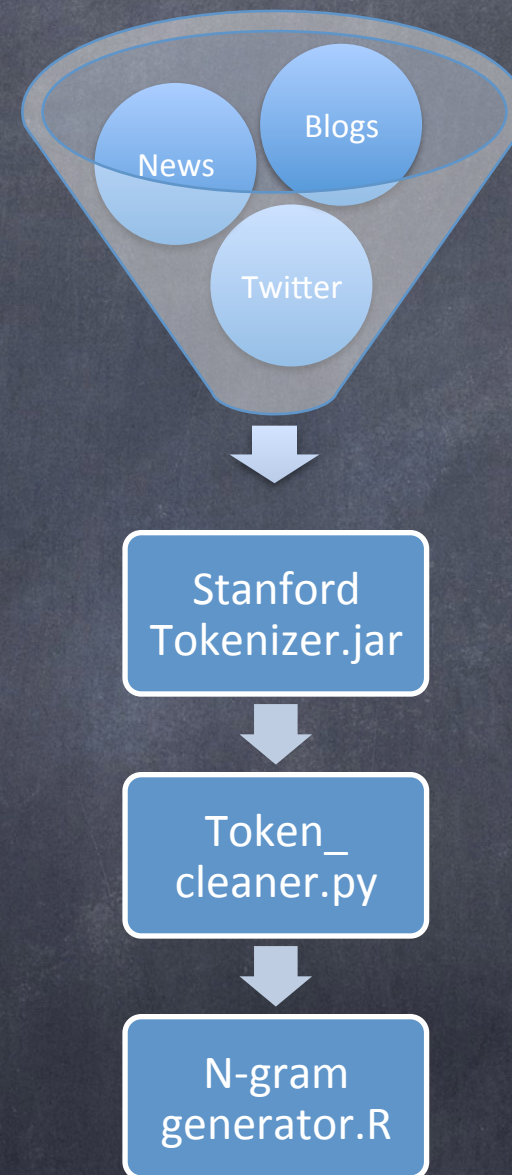 Blogs
News
Twitter
Stanford
Tokenizer.jar
Token_
cleaner.py
N-gram
generator.R